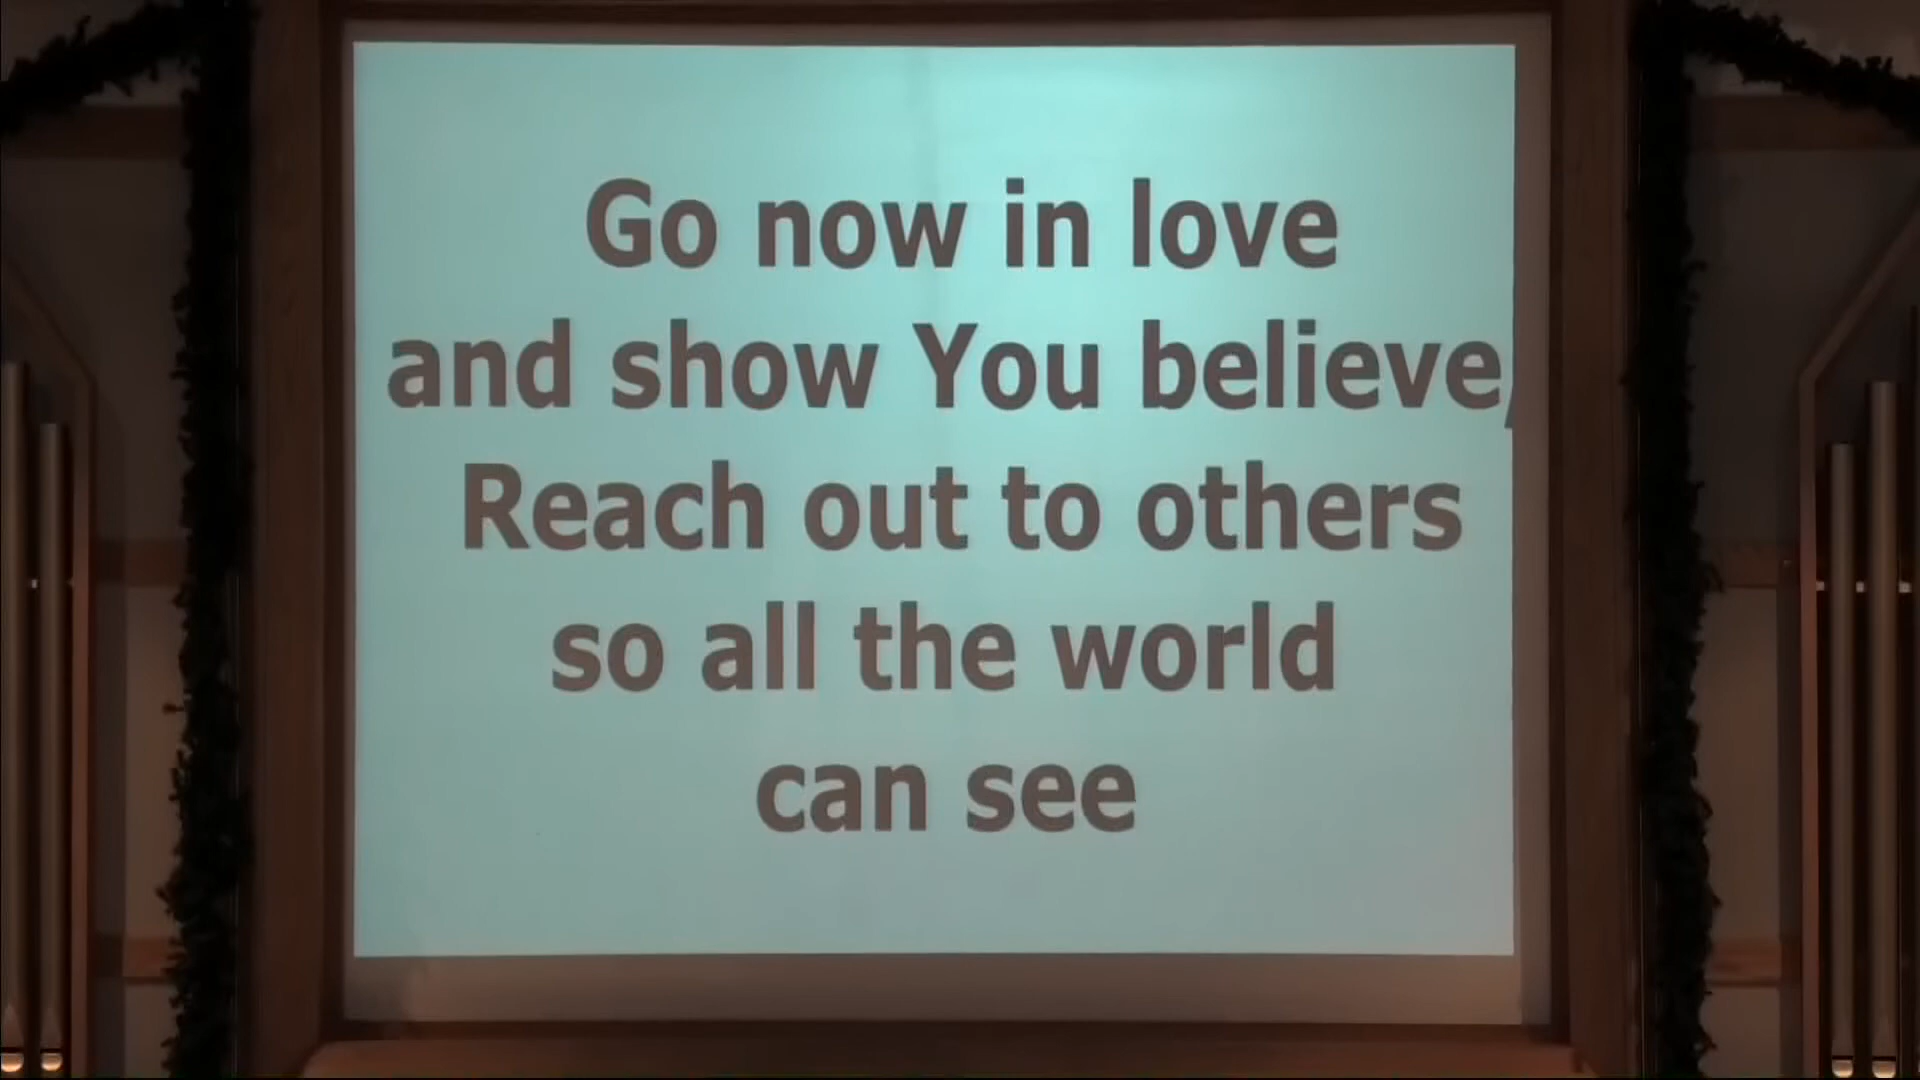 Go now in love
and show You believe,
Reach out to others
so all the world
can see